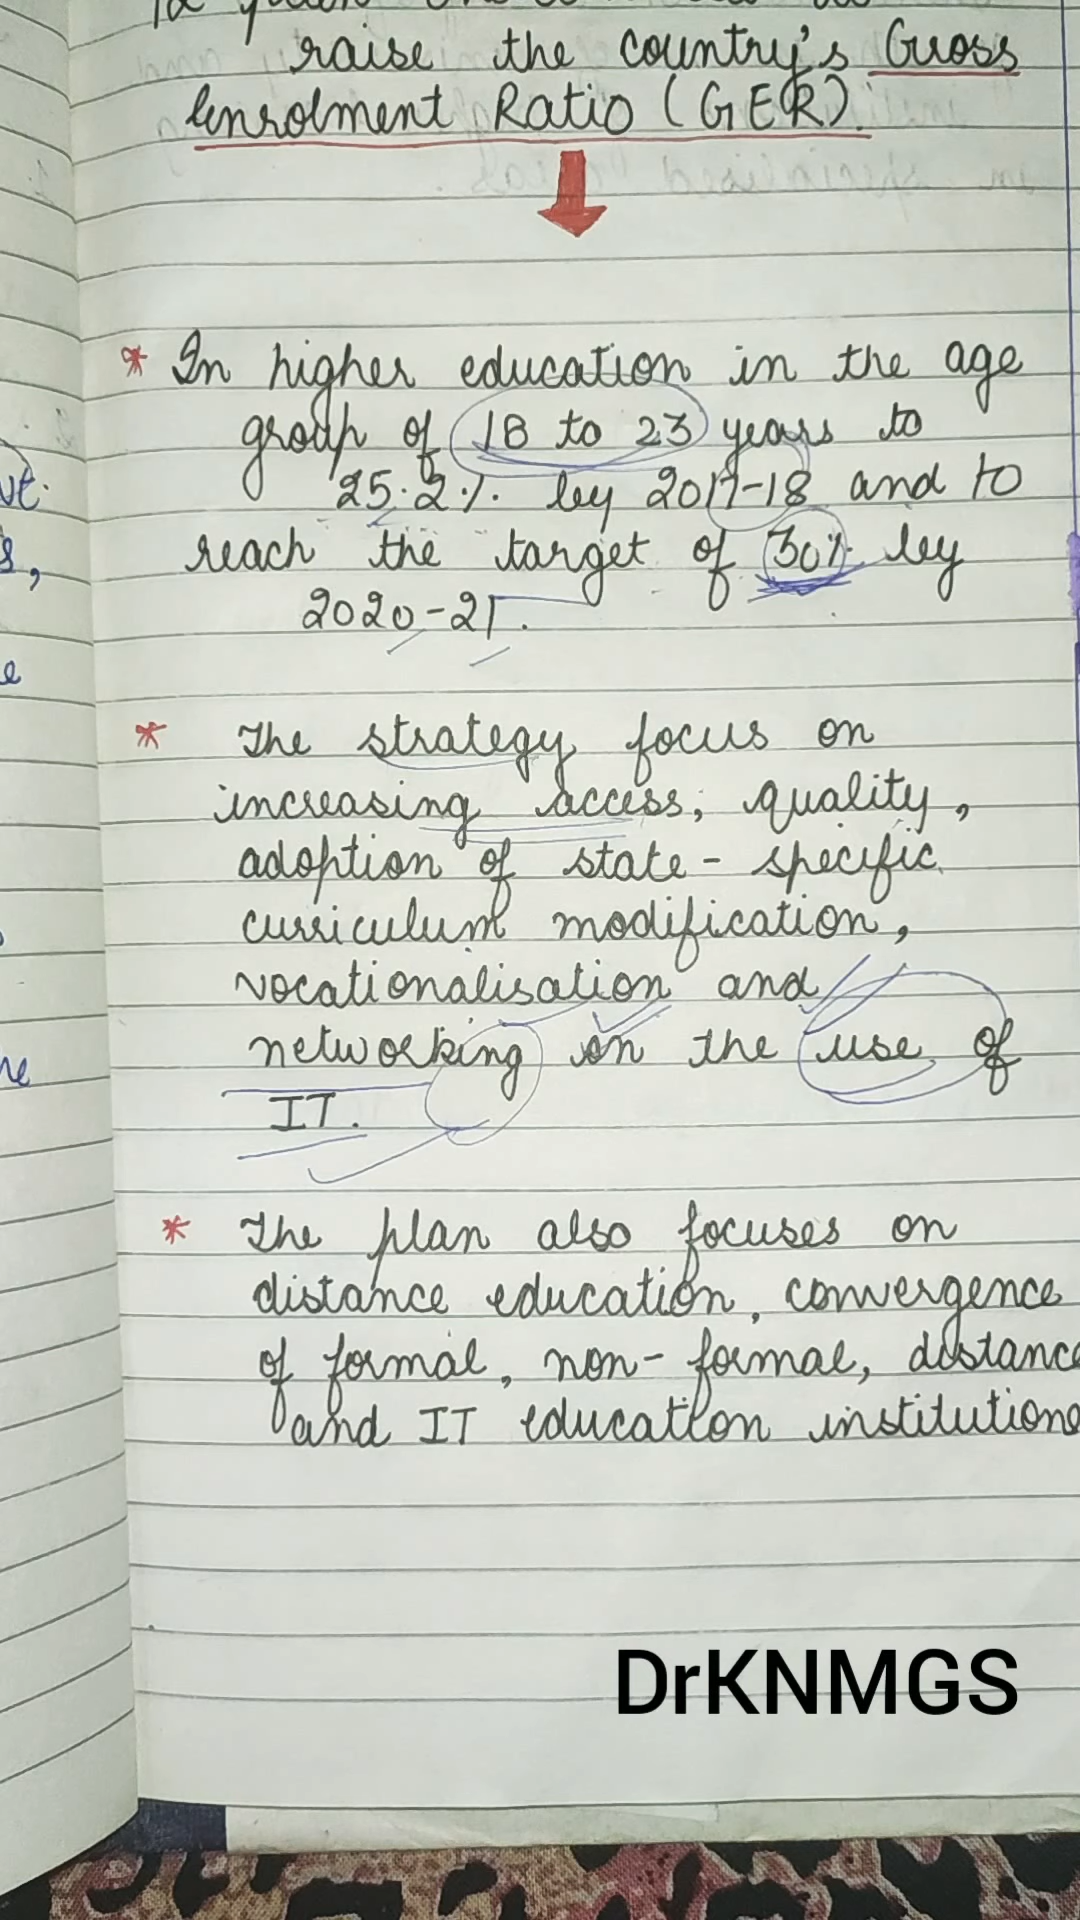 raise the country's Gross
Enrolment Ratio (GER).
* In higher education in the age
group of 18 to 23 years to
25.2% by 2017-18 and to
reach the target of 30% by
2020-21.
* The strategy focus on
increasing access, quality,
adoption of state-specific
curriculum modification,
vocationalisation and
networking on the use of
IT.
* The plan also focuses on
distance education, convergence
of formal, non-formal, distance
and IT education institutions
DrKNMGS